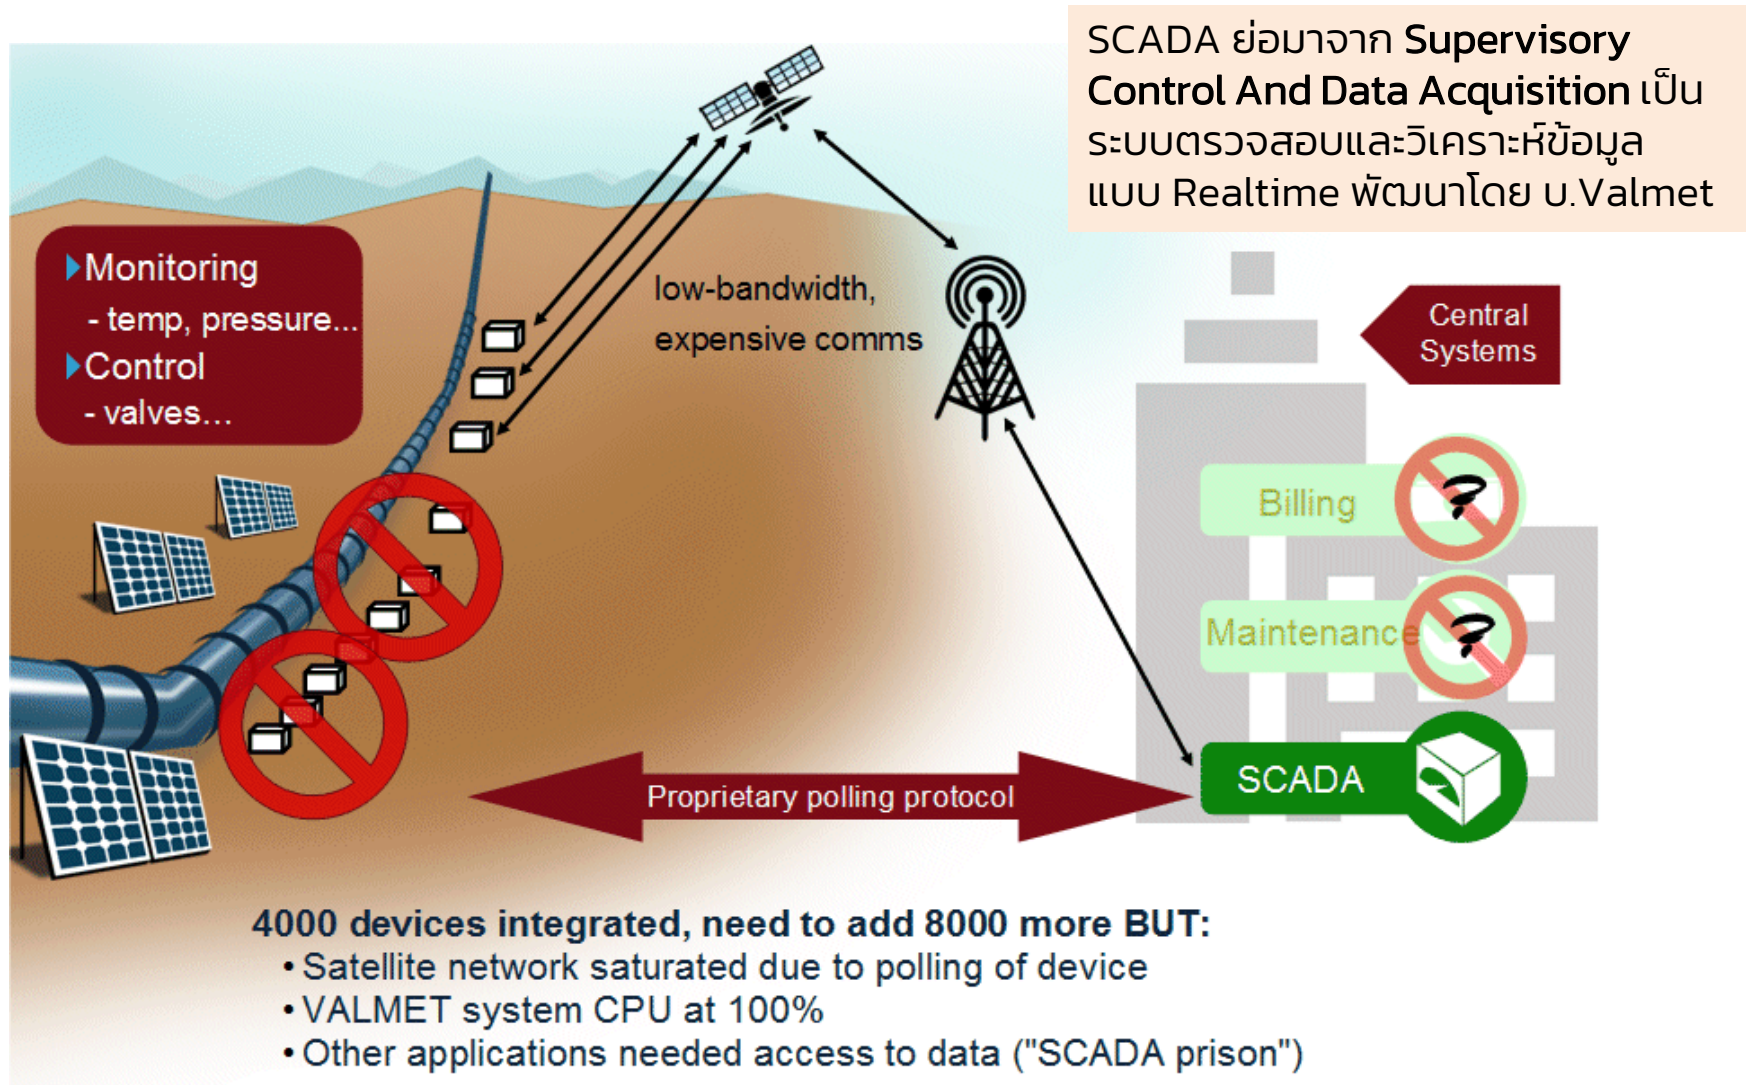 SCADA ย่อมาจาก Supervisory
Control And Data Acquisition เป็น
ระบบตรวจสอบและวิเคราะห์ข้อมูล
แบบ Realtime พัฒนาโดย บ.Valmet
Monitoring
- temp, pressure...
Control
- valves...
low-bandwidth,
expensive comms
Central
Systems
Billing
Maintenance
SCADA
Proprietary polling protocol
4000 devices integrated, need to add 8000 more BUT:
• Satellite network saturated due to polling of device
• VALMET system CPU at 100%
• Other applications needed access to data ("SCADA prison")